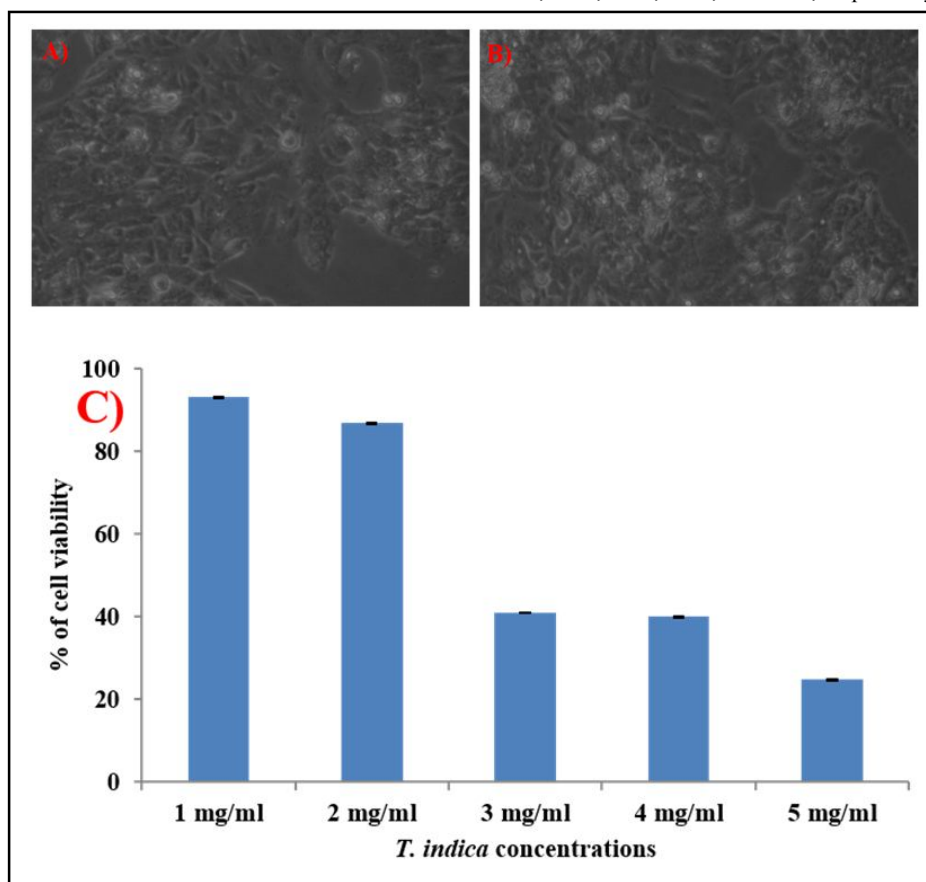 A)
B)
100
C)
80
60
40
20
0
% of cell viability
1 mg/ml 2 mg/ml 3 mg/ml 4 mg/ml 5 mg/ml
T. indica concentrations